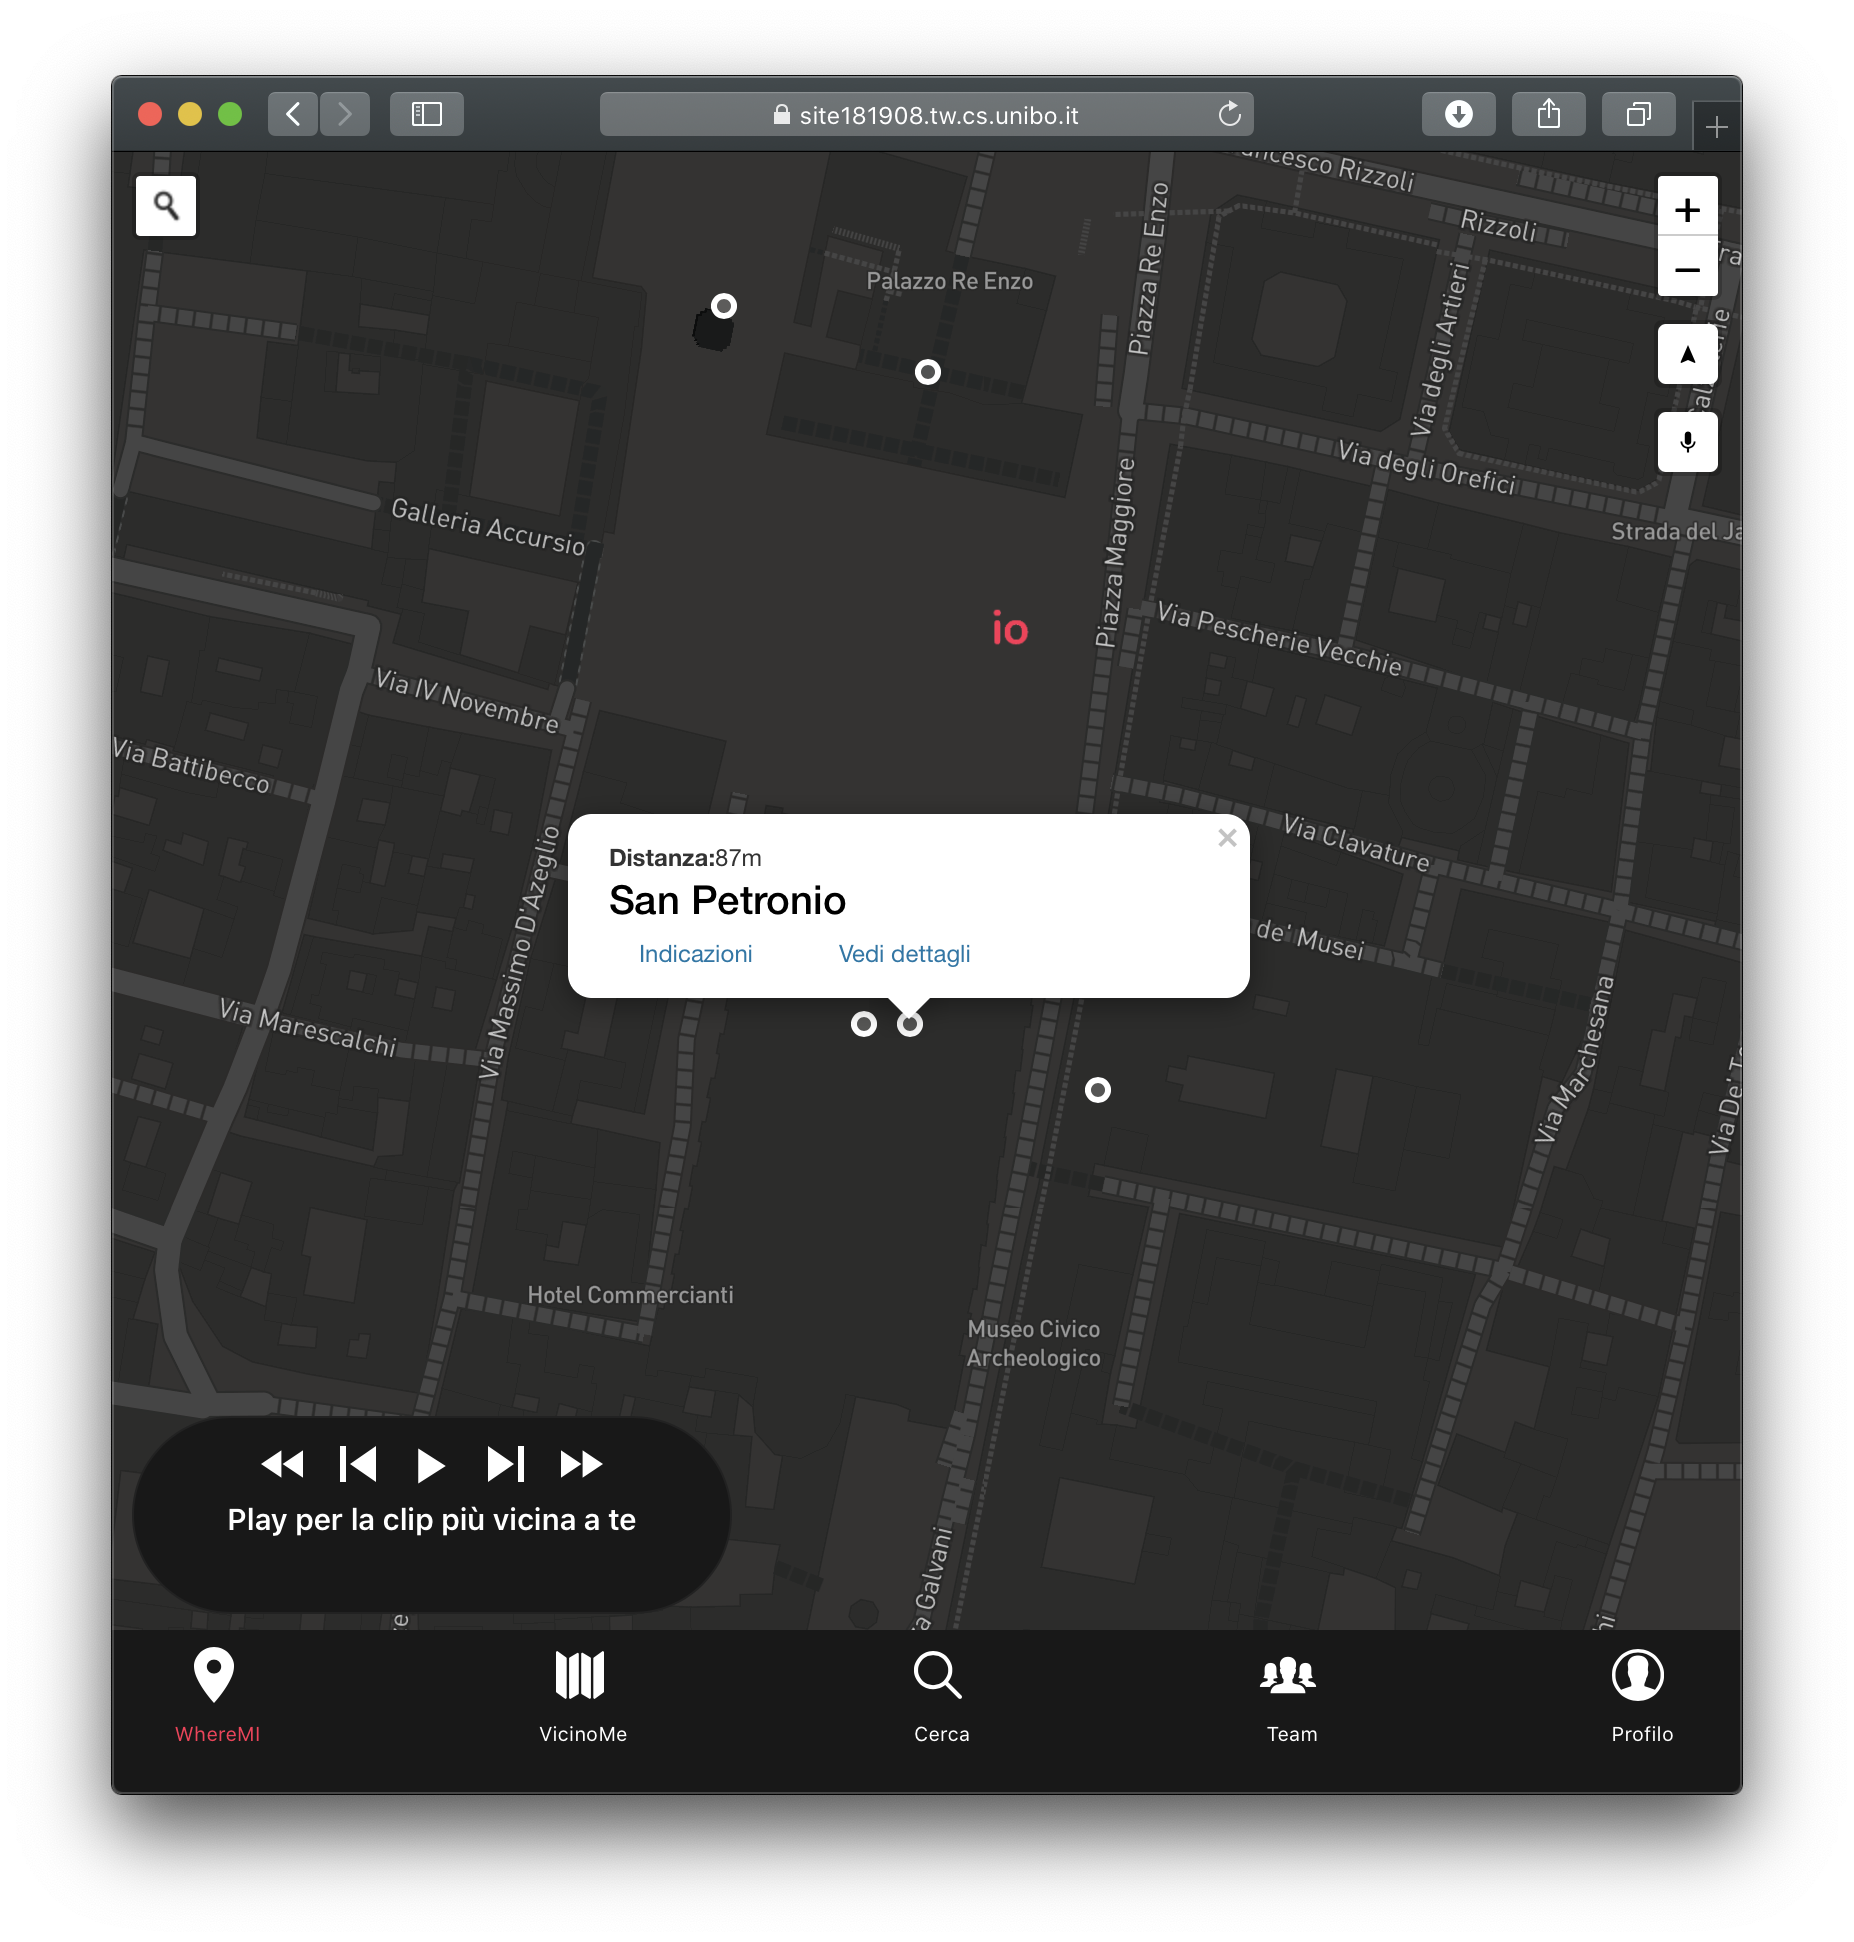 site181908.tw.cs.unibo.it
Rizzoli
Rizzoli
Palazzo Re Enzo
Piazza Re Enzo
Via degli Artieri
Via degli Orefici
Galleria Accursio
Piazza Maggiore
Strada del Ja
io
Via Pescherie Vecchie
Via IV Novembre
Via Battibecco
Via Clavature
Distanza:87m
San Petronio
Indicazioni
Vedi dettagli
de' Musei
Via Massimo D'Azeglio
Via Marescalchi
Via Marchesana
Via De' To
Hotel Commercianti
Museo Civico
Archeologico
Galvani
Play per la clip più vicina a te
WhereMI
VicinoMe
Cerca
Team
Profilo